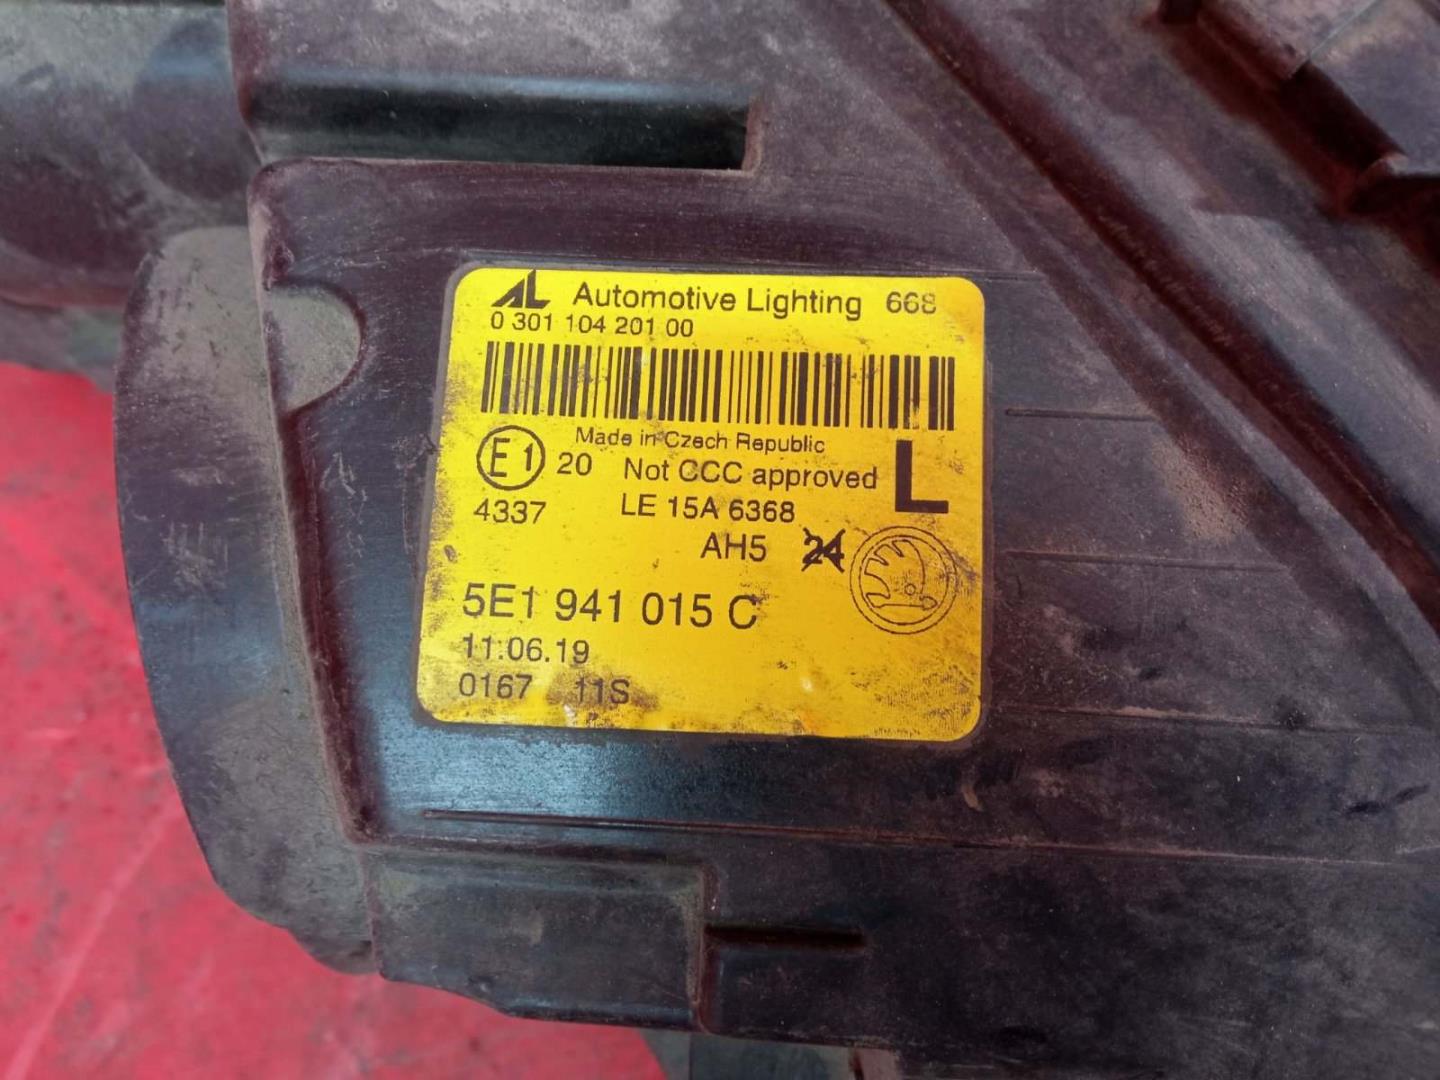 AL Automotive Lighting 668
0 301 104 201 00
Made in Czech Republic
E1 20 Not CCC approved L
4337 LE 15A 6368
AH5 24
5E1 941 015 C
11.06.19
0167 11S